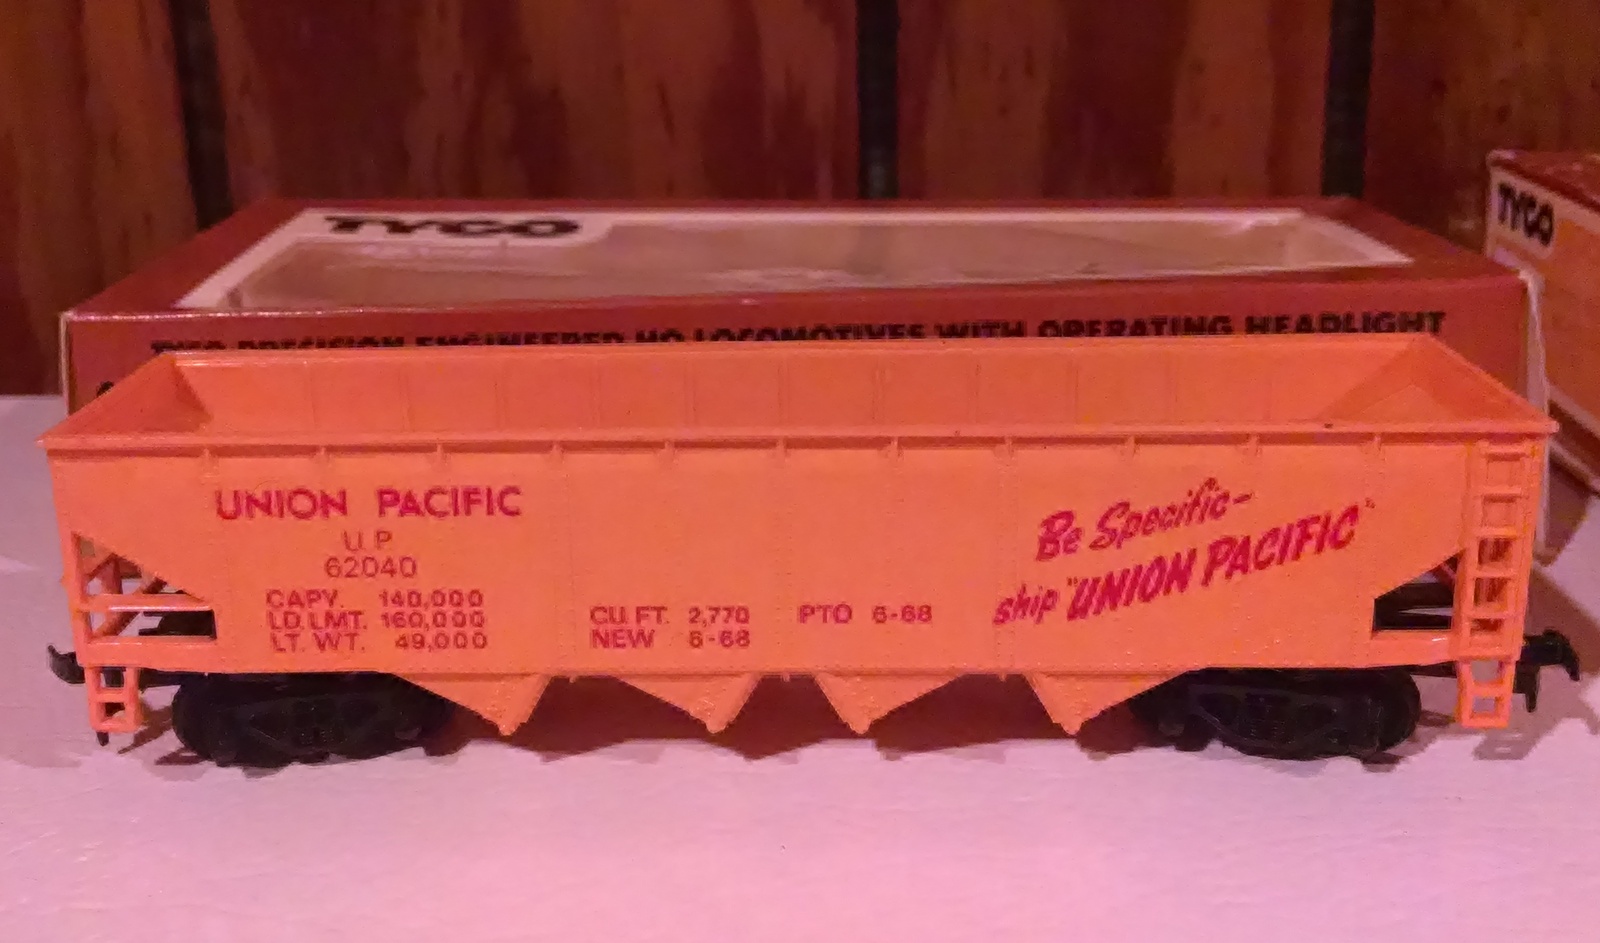 TYCO
TYCO
TYCO PRECISION ENGINEERED HO LOCOMOTIVES WITH OPERATING HEADLIGHT
UNION PACIFIC
U.P
62040
CAPY. 140,000
LD. LMT. 160,000
LT. WT. 49,000
CU. FT. 2,770 PTO 6-68
NEW 6-68
Be Specific-
ship "UNION PACIFIC"